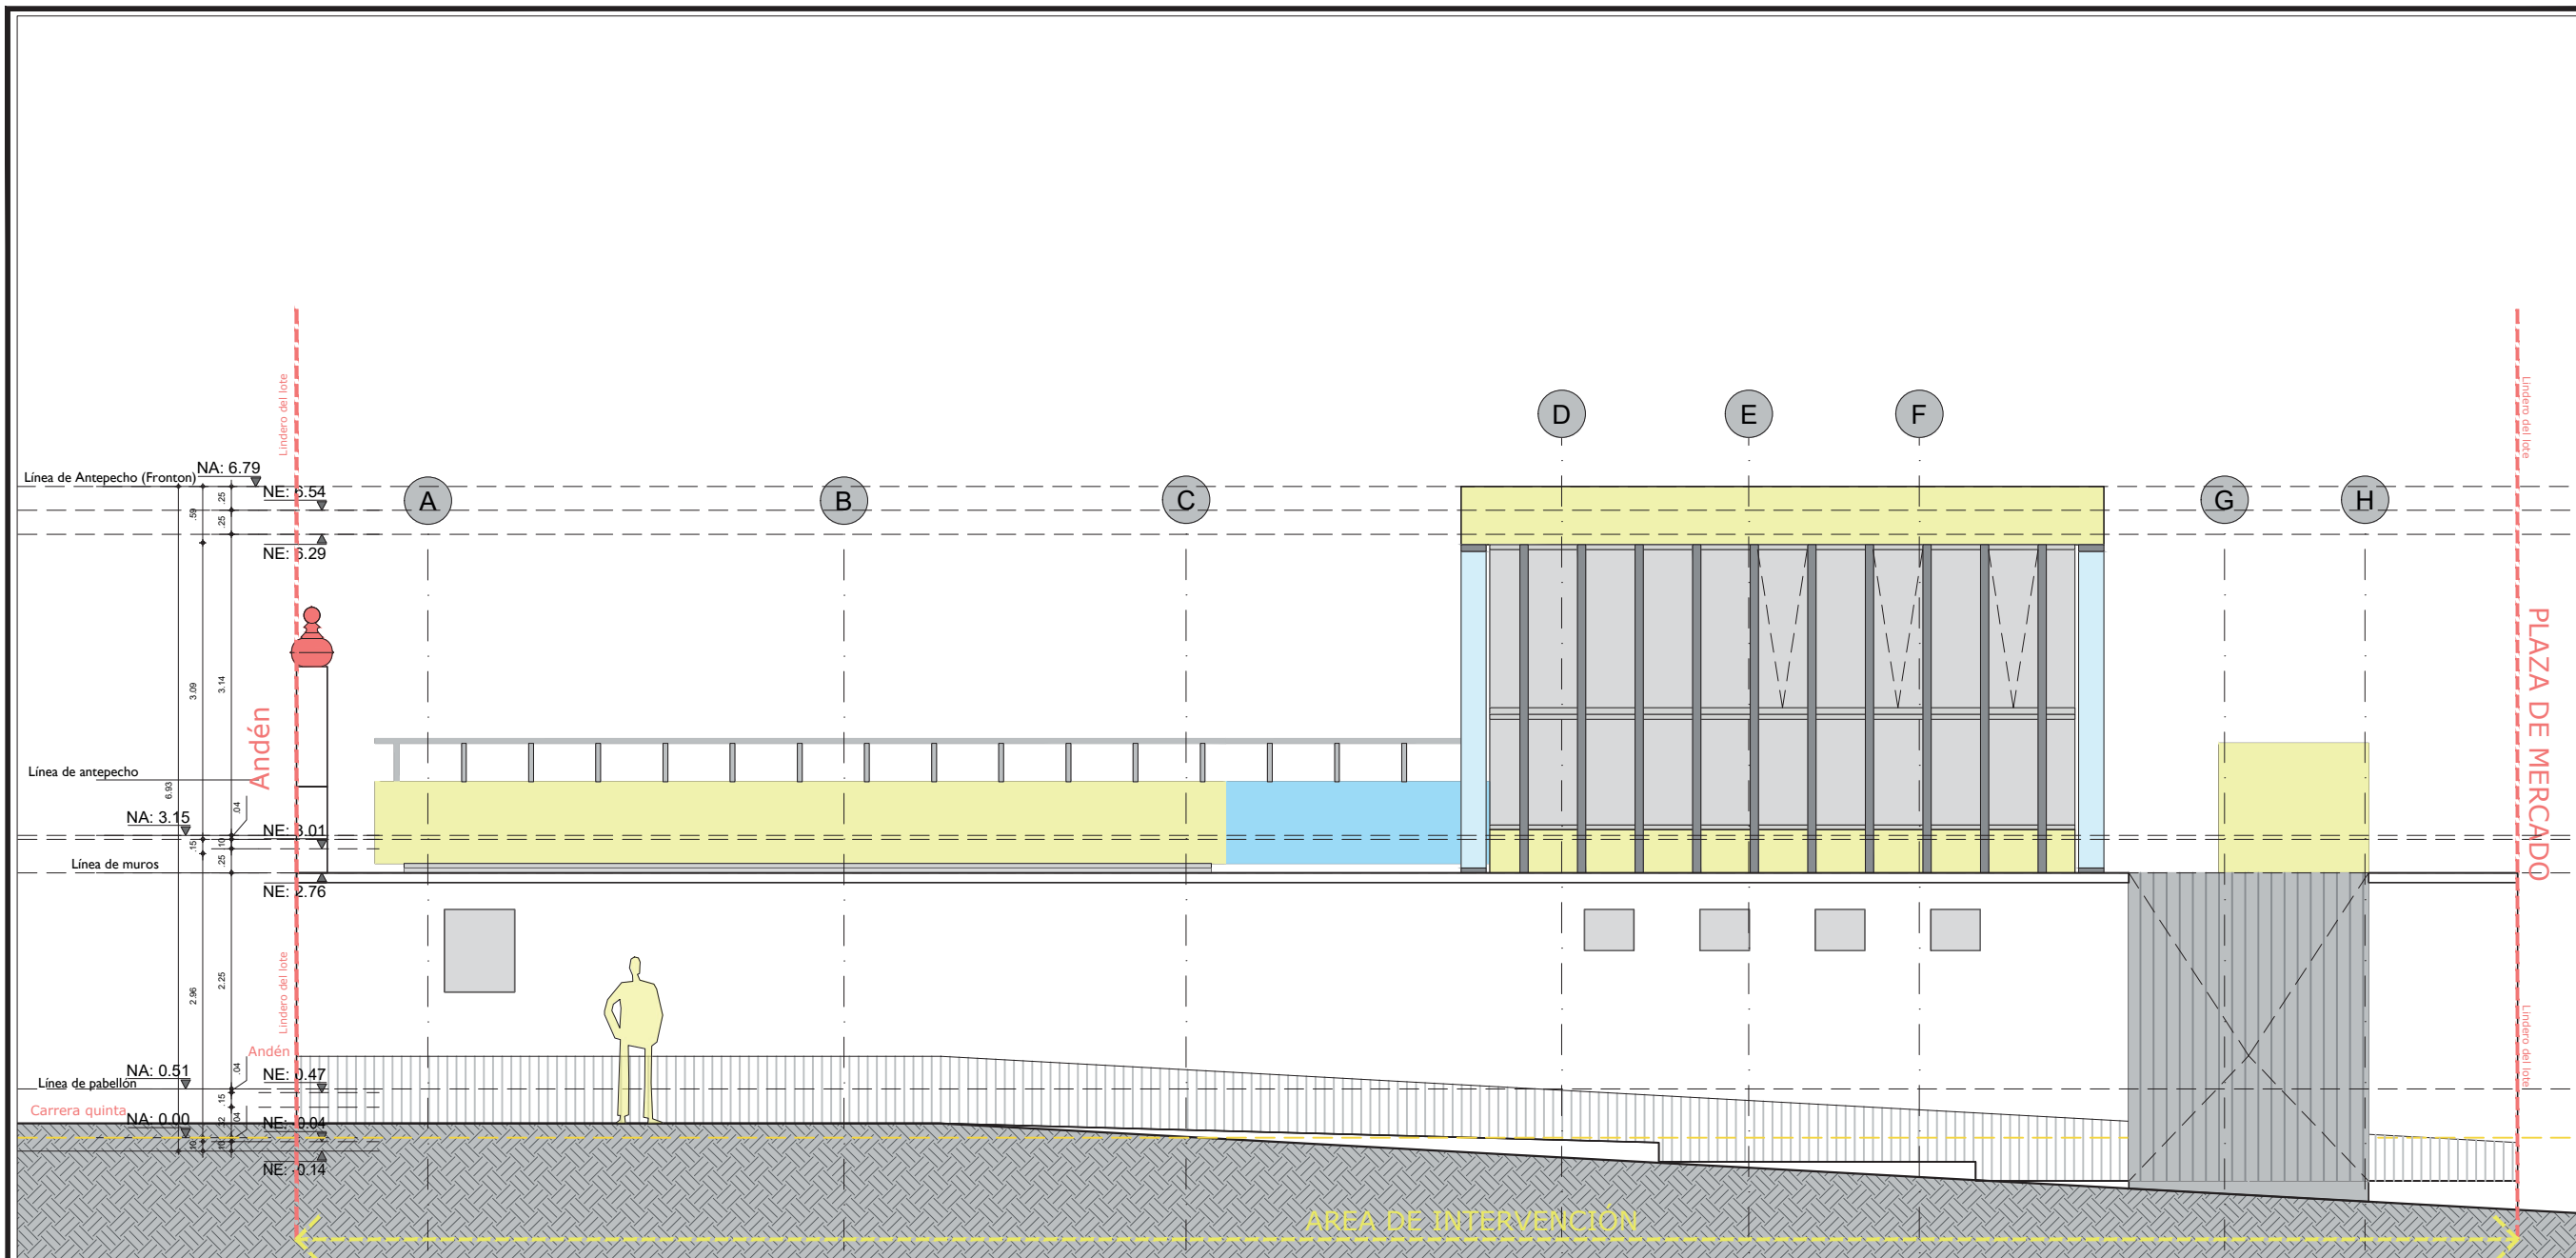 Lindero del lote
Lindero del lote
D
E
F
Línea de Antepecho (Fronton)
NA: 6.79
NE: 6.54
A
B
C
G
H
.25
.25
.59
NE: 6.29
3.09
3.14
Andén
PLAZA DE MERCADO
Línea de antepecho
6.93
.04
NA: 3.15
NE: 3.01
.15
.10
.25
Línea de muros
NE: 2.76
2.96
2.25
Lindero del lote
Lindero del lote
Andén
.04
NA: 0.51
NE: 0.47
Línea de pabellón
.15
Carrera quinta
NA: 0.00
NE: -0.04
.04
NE: -0.14
AREA DE INTERVENCIÓN